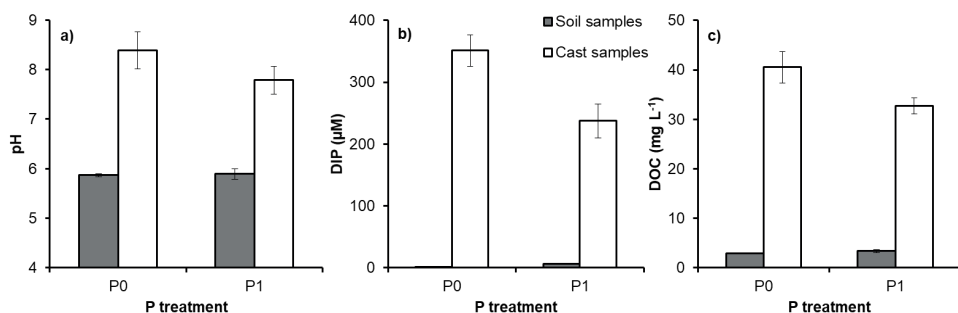 a)
pH
9
8
7
6
5
4
P0
P1
P treatment
b)
Soil samples
Cast samples
DIP (µM)
400
300
200
100
0
P0
P1
P treatment
c)
DOC (mg L⁻¹)
50
40
30
20
10
0
P0
P1
P treatment